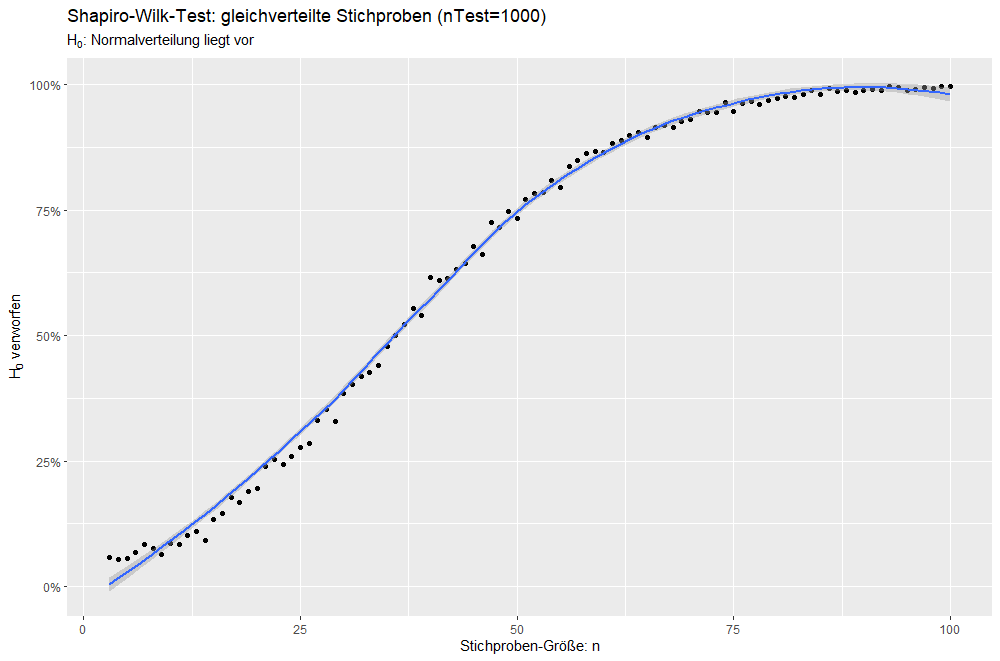 Shapiro-Wilk-Test: gleichverteilte Stichproben (nTest=1000)
H₀: Normalverteilung liegt vor
100%
75%
50%
25%
0%
H₀ verworfen
0 25 50 75 100
Stichproben-Größe: n